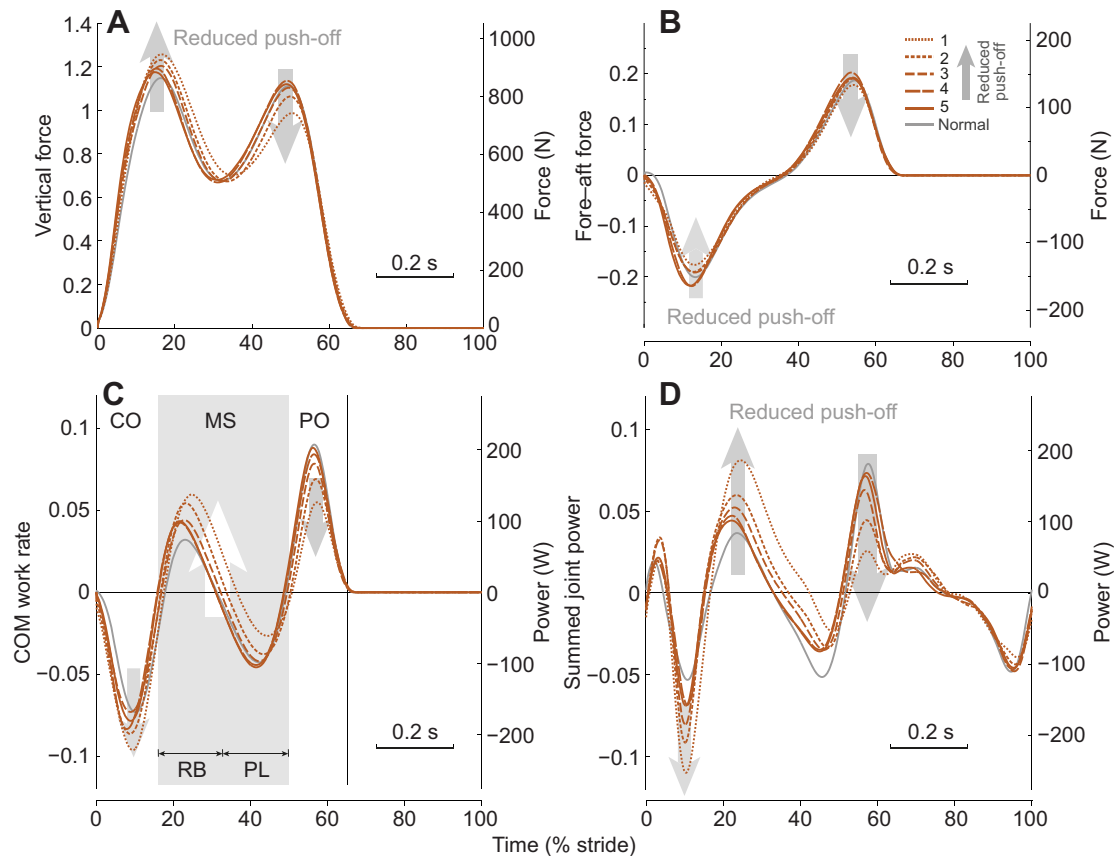 A
Reduced push-off
Vertical force
1.4
1.2
1
0.8
0.6
0.4
0.2
0
1000
800
600
400
200
0
Force (N)
0.2 s
0 20 40 60 80 100
B
Fore–aft force
0.2
0.1
0
−0.1
−0.2
200
100
0
−100
−200
Force (N)
1
2
3
4
5
Normal
Reduced
push-off
0.2 s
Reduced push-off
0 20 40 60 80 100
C
CO MS PO
COM work rate
0.1
0.05
0
−0.05
−0.1
200
100
0
−100
−200
Power (W)
0.2 s
RB PL
0 20 40 60 80 100
D
Reduced push-off
Summed joint power
0.1
0.05
0
−0.05
−0.1
200
100
0
−100
−200
Power (W)
0.2 s
0 20 40 60 80 100
Time (% stride)